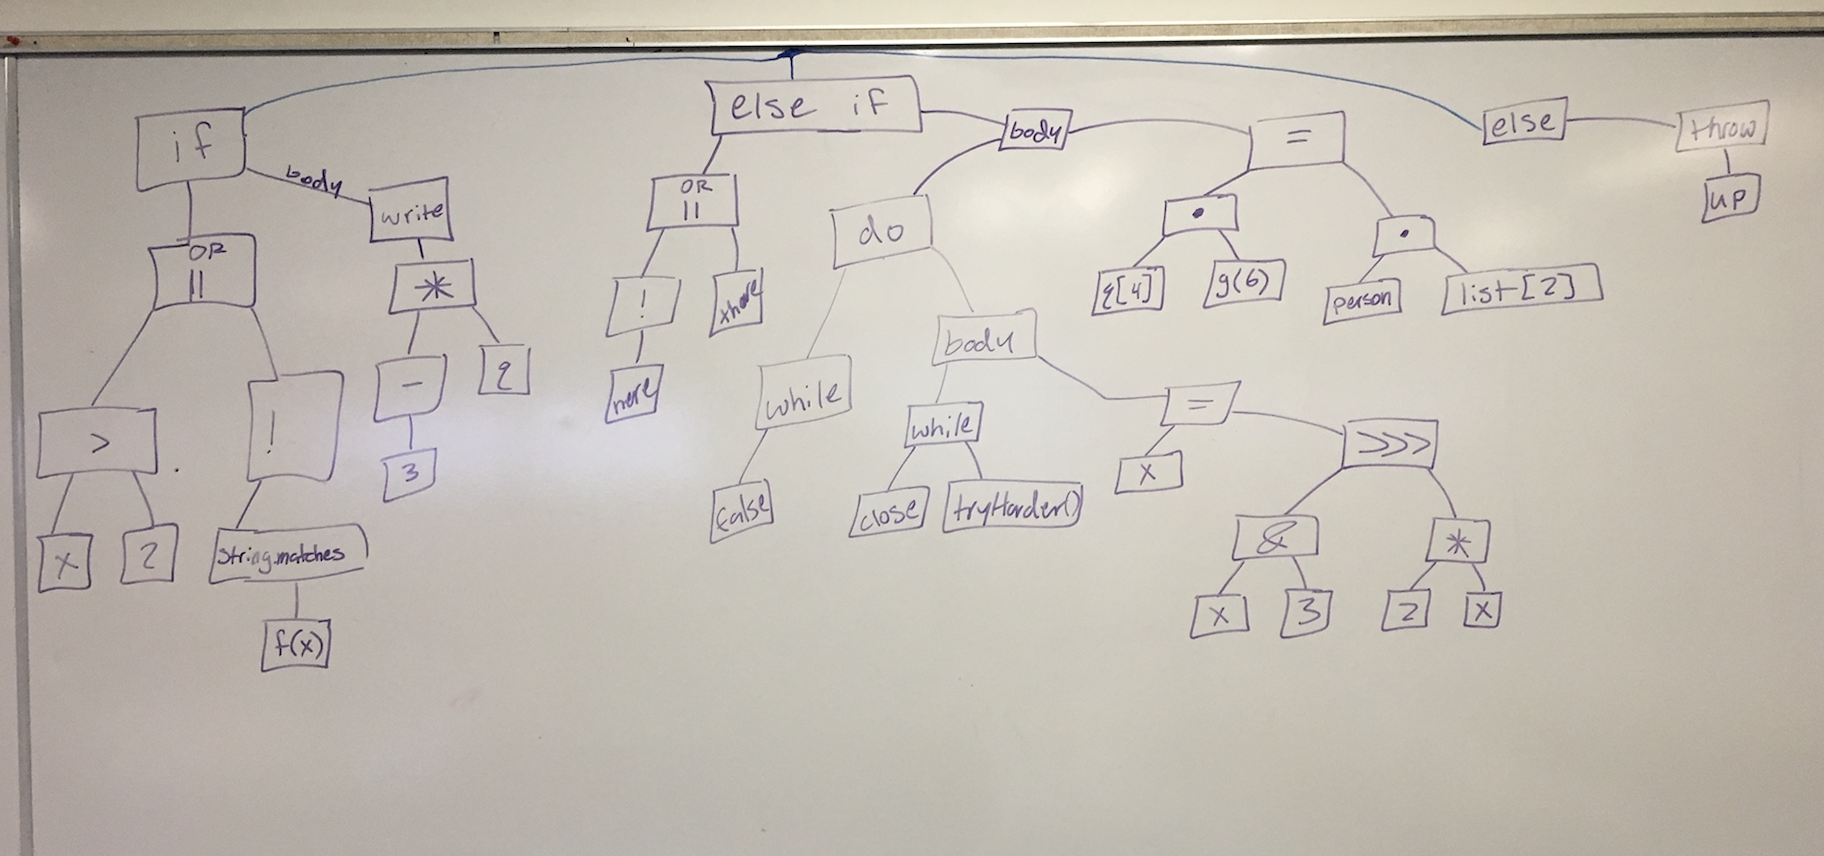 if
body
write
OR
||
*
-
q
3
>
!
x
2
String.matches
f(x)
else if
body
OR
||
!
here
do
while
false
body
while
close
tryHarder()
=
x
>>>
&
*
x
3
2
x
=
•
q[4]
g(6)
•
person
list[2]
else
throw
up